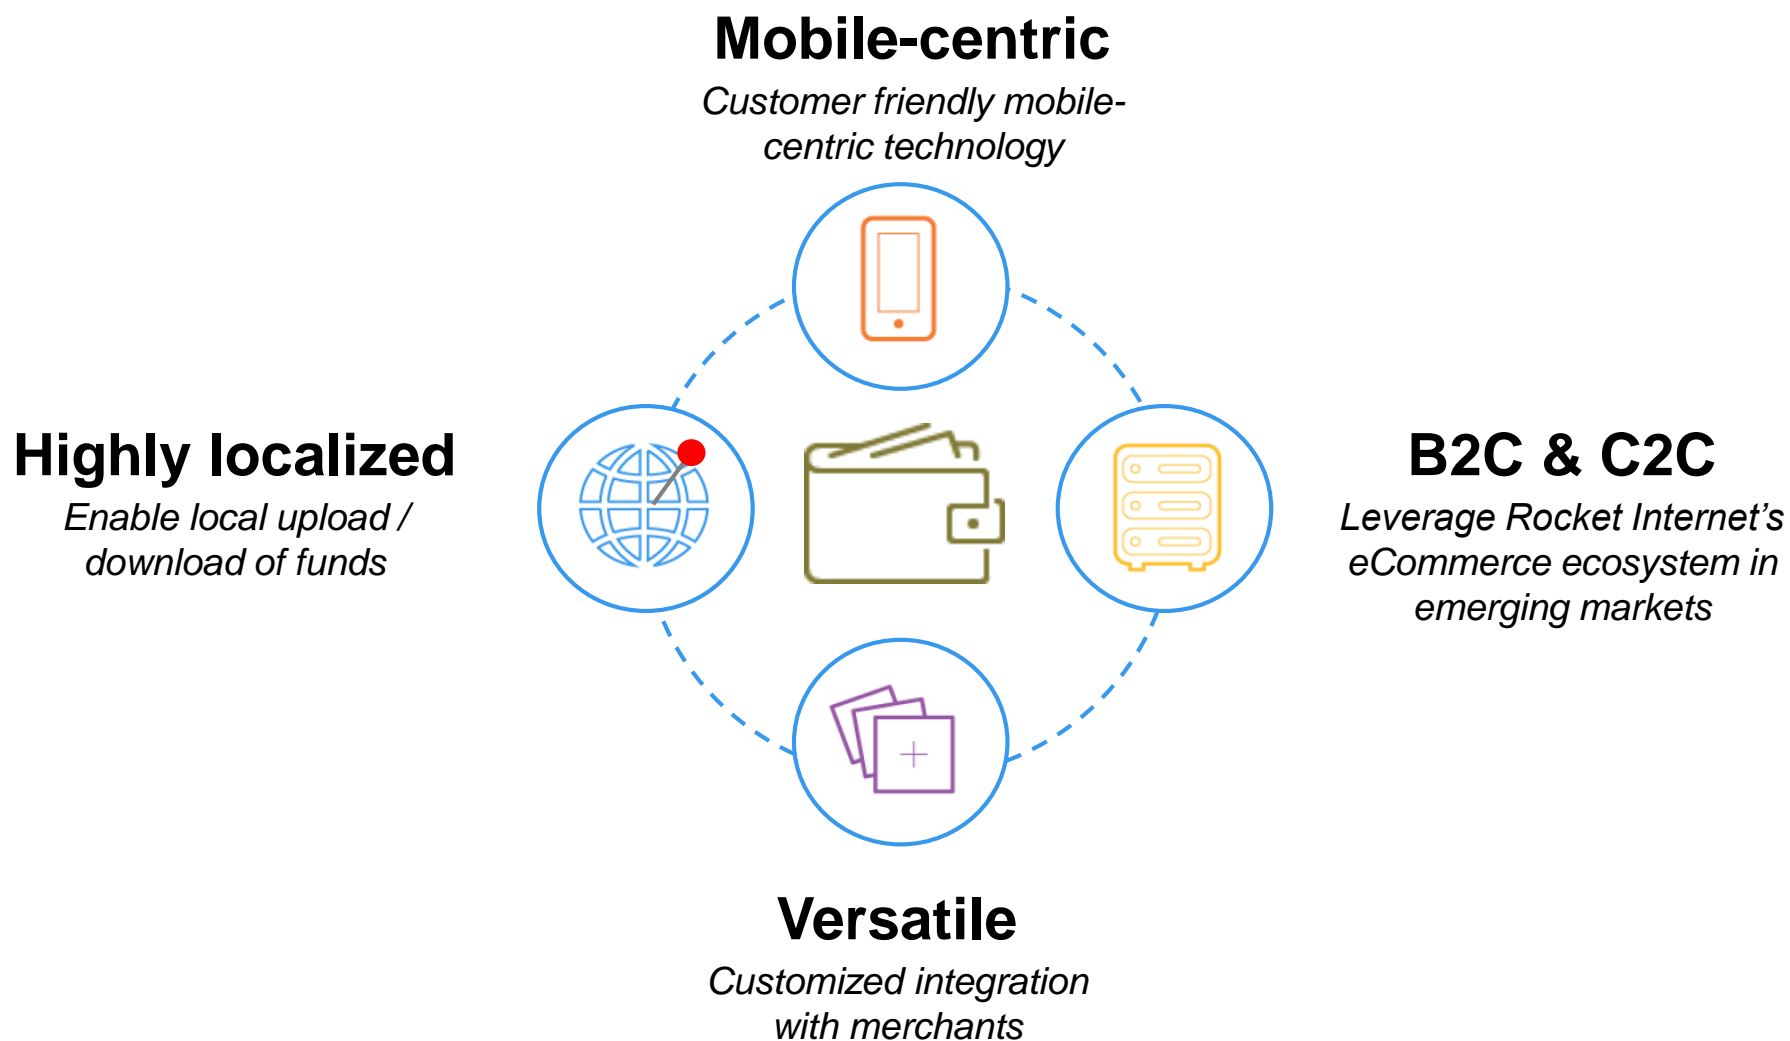 Mobile-centric
Customer friendly mobile-
centric technology
Highly localized
Enable local upload /
download of funds
B2C & C2C
Leverage Rocket Internet’s
eCommerce ecosystem in
emerging markets
Versatile
Customized integration
with merchants